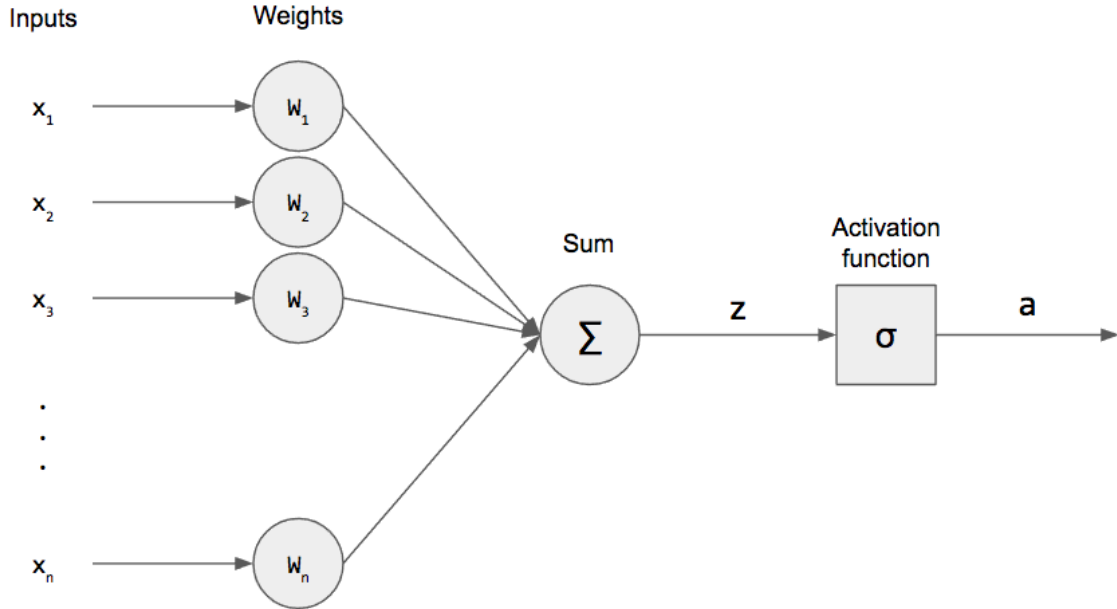 Inputs
Weights
x₁
W₁
x₂
W₂
x₃
W₃
.
.
.
xₙ
Wₙ
Sum
Σ
z
Activation
function
σ
a